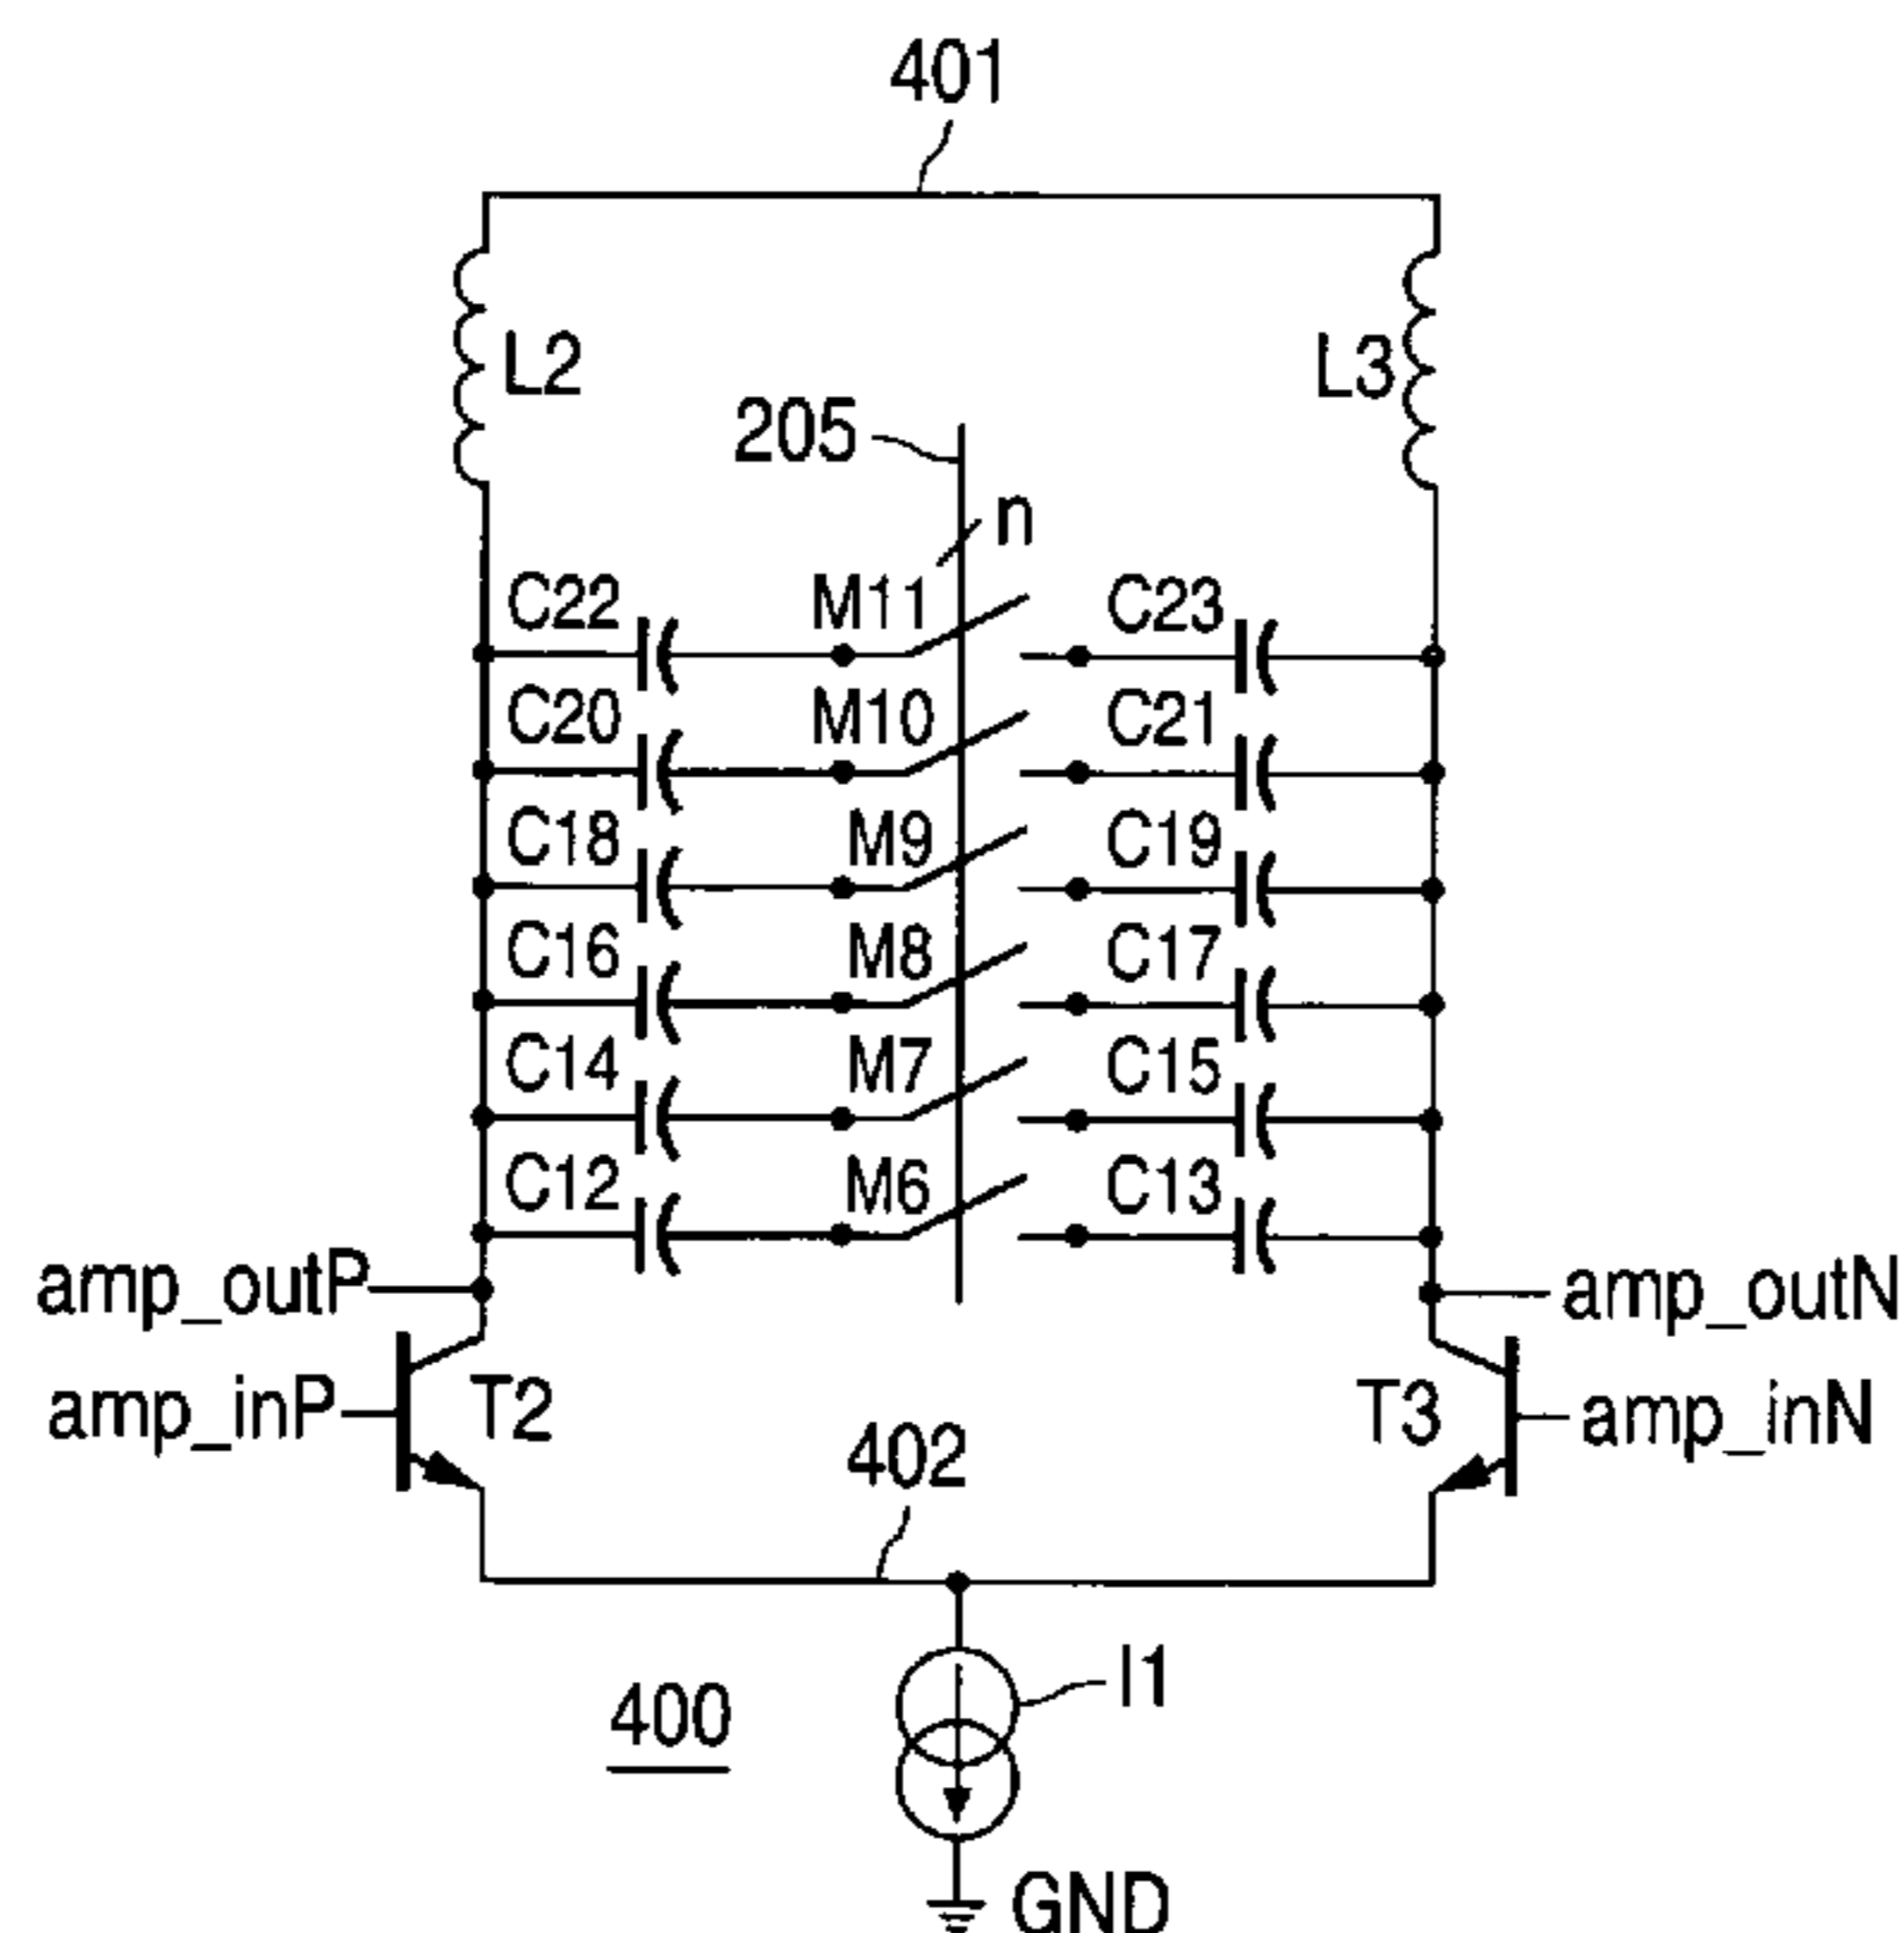 401
L2
L3
205
n
C22 M11 C23
C20 M10 C21
C18 M9 C19
C16 M8 C17
C14 M7 C15
C12 M6 C13
amp_outP
amp_outN
amp_inP
T2
T3
amp_inN
402
I1
400
GND